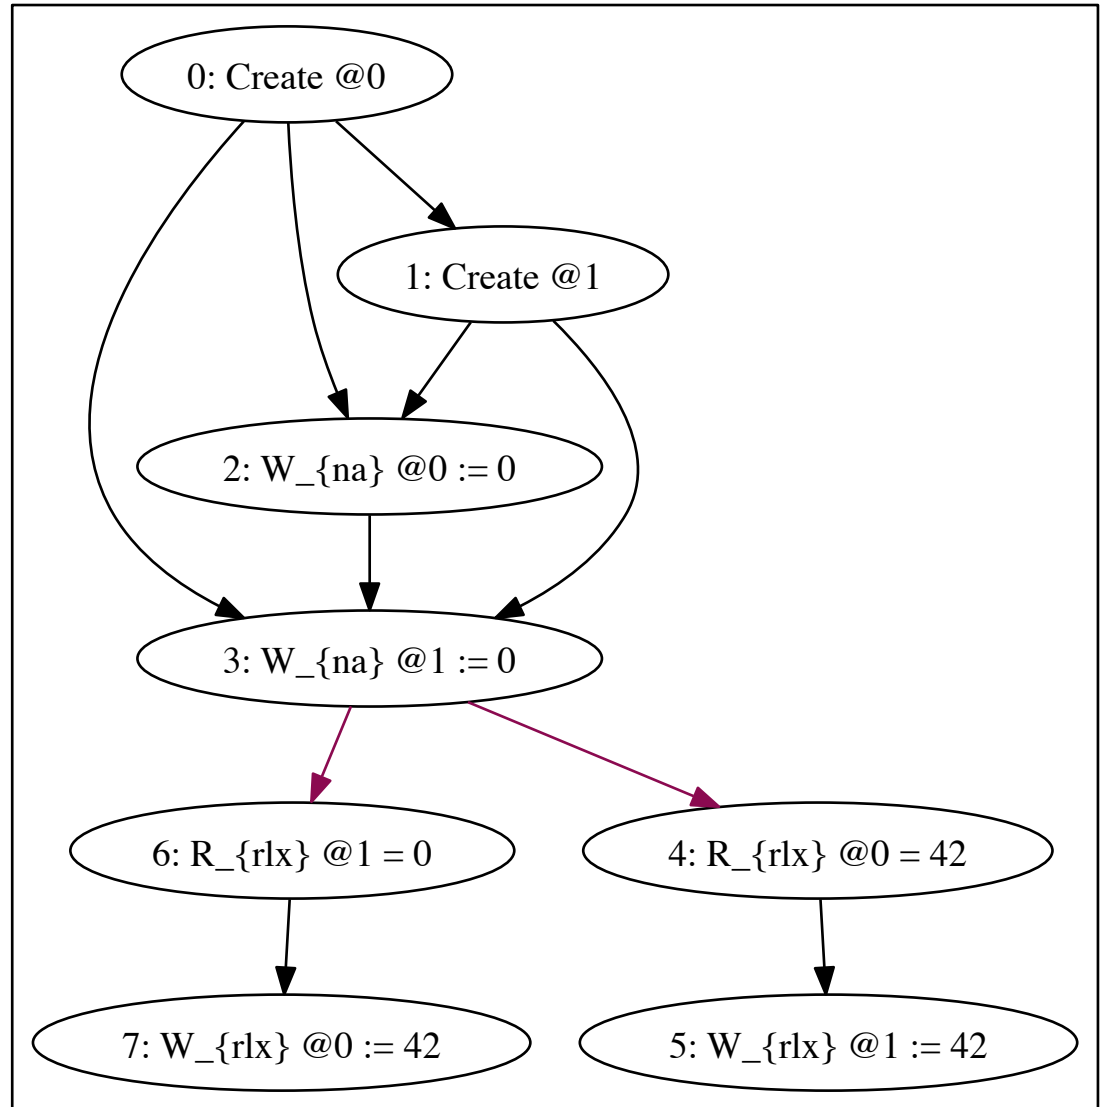 0: Create @0
1: Create @1
2: W_{na} @0 := 0
3: W_{na} @1 := 0
6: R_{rlx} @1 = 0
4: R_{rlx} @0 = 42
7: W_{rlx} @0 := 42
5: W_{rlx} @1 := 42